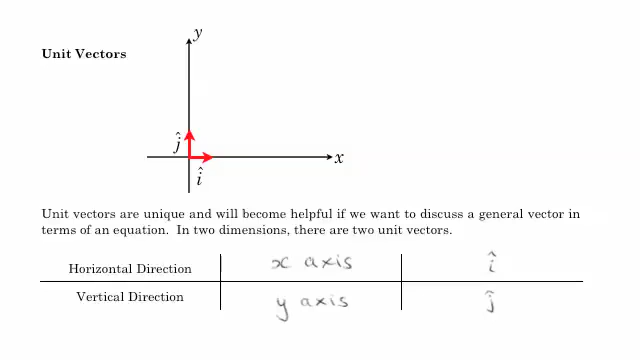 y
Unit Vectors
ĵ
x
î
Unit vectors are unique and will become helpful if we want to discuss a general vector in
terms of an equation. In two dimensions, there are two unit vectors.
Horizontal Direction x axis î
Vertical Direction y axis ĵ